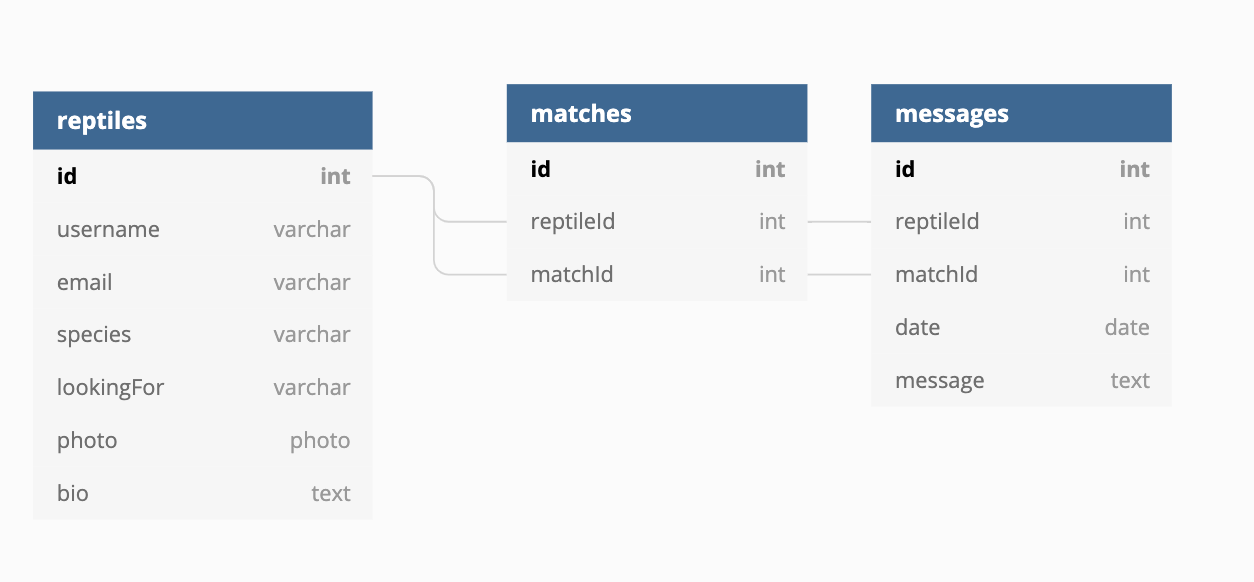 reptiles
id int
username varchar
email varchar
species varchar
lookingFor varchar
photo photo
bio text
matches
id int
reptileId int
matchId int
messages
id int
reptileId int
matchId int
date date
message text